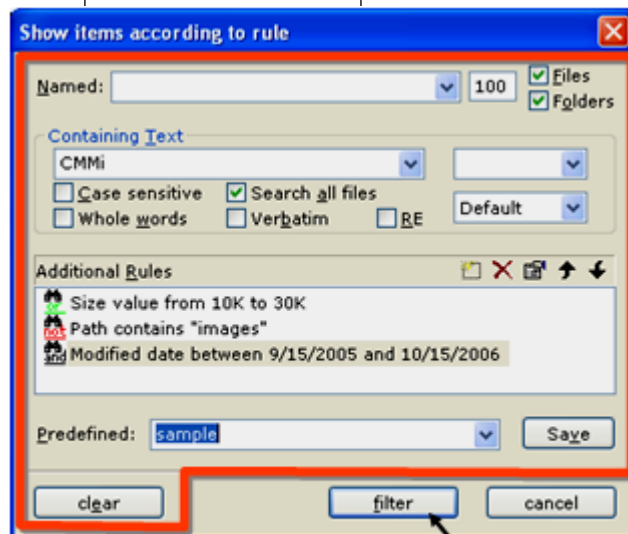 Show items according to rule
Named: 100 Files
Folders
Containing Text
CMMi
Case sensitive Search all files
Whole words Verbatim RE Default
Additional Rules
or Size value from 10K to 30K
not Path contains "images"
and Modified date between 9/15/2005 and 10/15/2006
Predefined: sample Save
clear filter cancel